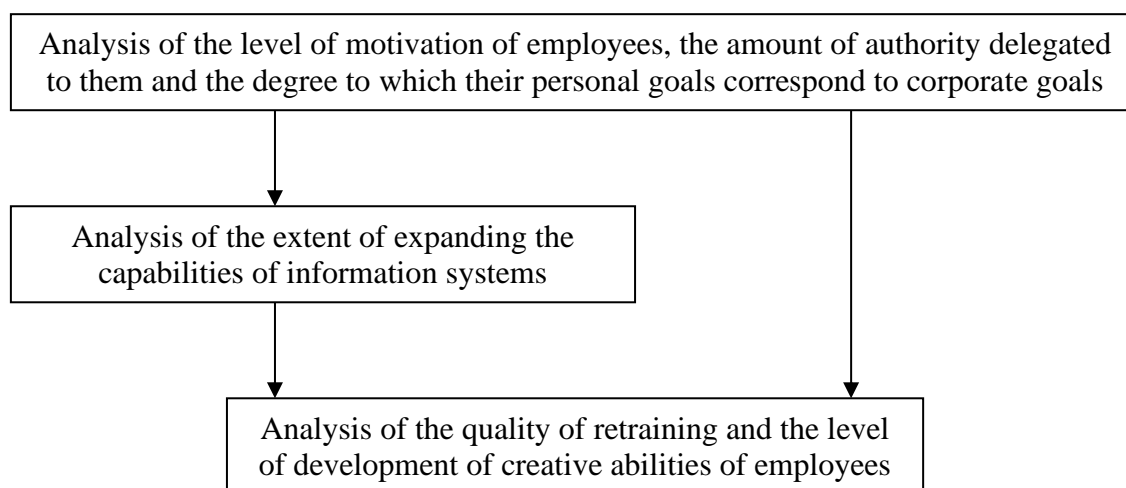 Analysis of the level of motivation of employees, the amount of authority delegated
to them and the degree to which their personal goals correspond to corporate goals
Analysis of the extent of expanding the
capabilities of information systems
Analysis of the quality of retraining and the level
of development of creative abilities of employees